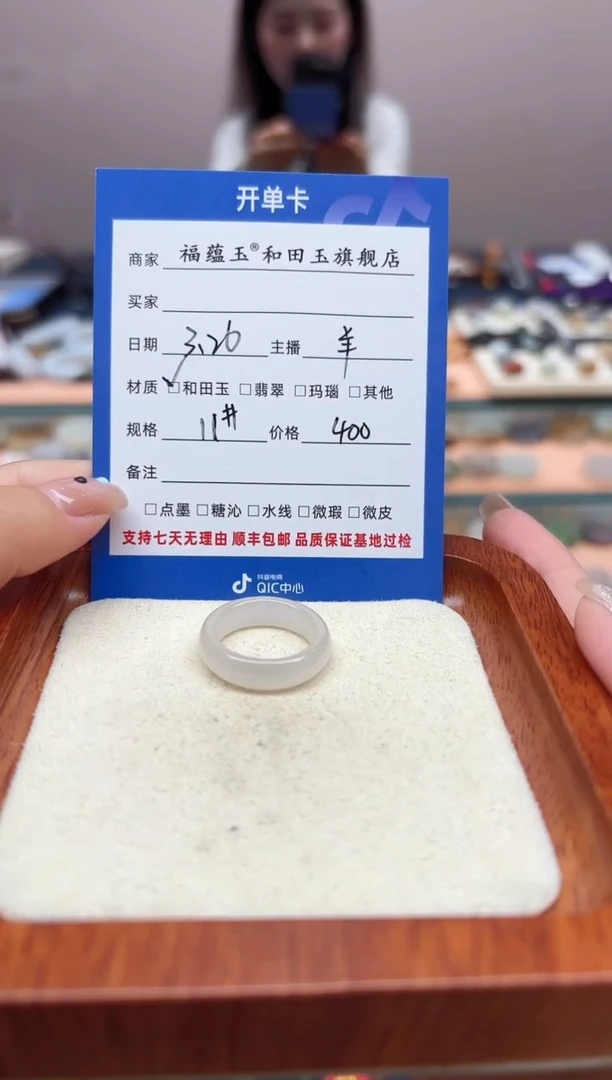 开单卡
商家 福蕴玉®和田玉旗舰店
买家
日期 3.26 主播 羊
材质 ☑和田玉 □翡翠 □玛瑙 □其他
规格 11# 价格 400
备注
□点墨 □糖沁 □水线 □微瑕 □微皮
支持七天无理由 顺丰包邮 品质保证基地过检
抖音电商
QIC中心